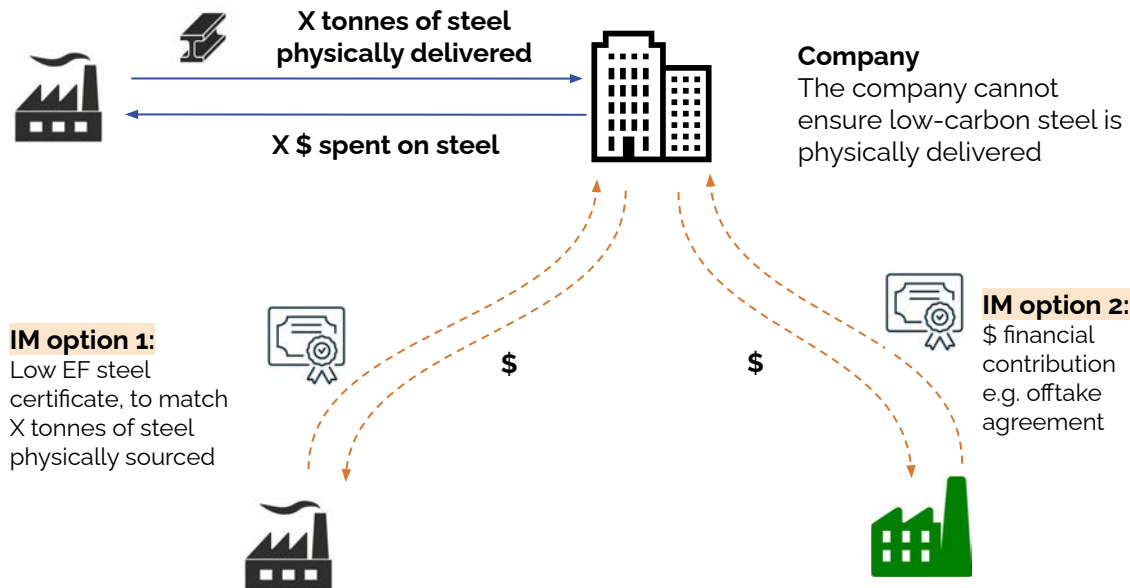 X tonnes of steel
physically delivered
X $ spent on steel
Company
The company cannot
ensure low-carbon steel is
physically delivered
IM option 1:
Low EF steel
certificate, to match
X tonnes of steel
physically sourced
$
$
IM option 2:
$ financial
contribution
e.g. offtake
agreement